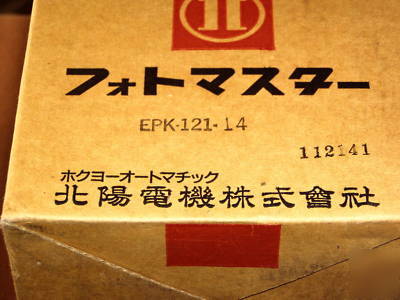 フォトマスター
EPK-121-14
112141
ホクヨーオートマチック
北陽電機株式會社